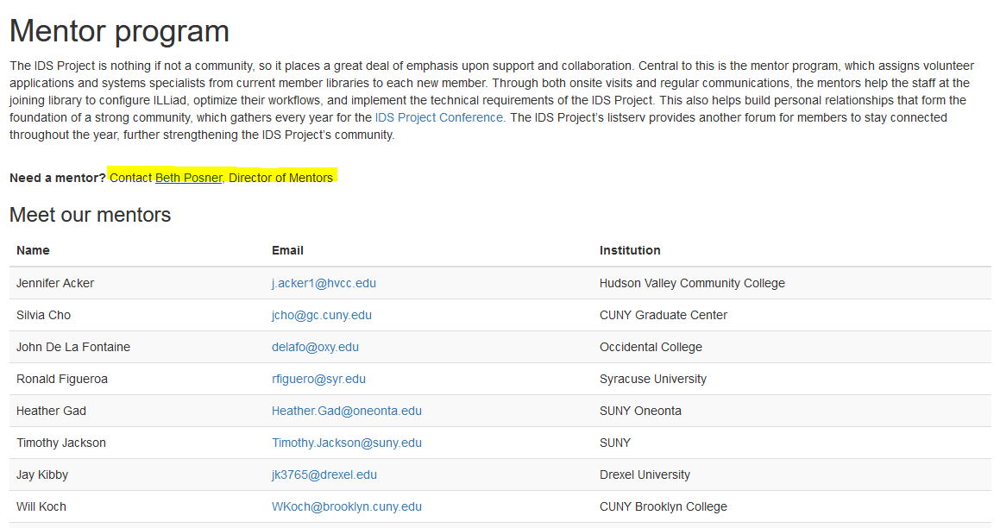 Mentor program
The IDS Project is nothing if not a community, so it places a great deal of emphasis upon support and collaboration. Central to this is the mentor program, which assigns volunteer
applications and systems specialists from current member libraries to each new member. Through both onsite visits and regular communications, the mentors help the staff at the
joining library to configure ILLiad, optimize their workflows, and implement the technical requirements of the IDS Project. This also helps build personal relationships that form the
foundation of a strong community, which gathers every year for the IDS Project Conference. The IDS Project's listserv provides another forum for members to stay connected
throughout the year, further strengthening the IDS Project's community.
Need a mentor? Contact Beth Posner, Director of Mentors
Meet our mentors
Name Email Institution
Jennifer Acker j.acker1@hvcc.edu Hudson Valley Community College
Silvia Cho jcho@gc.cuny.edu CUNY Graduate Center
John De La Fontaine delafo@oxy.edu Occidental College
Ronald Figueroa rfiguero@syr.edu Syracuse University
Heather Gad Heather.Gad@oneonta.edu SUNY Oneonta
Timothy Jackson Timothy.Jackson@suny.edu SUNY
Jay Kibby jk3765@drexel.edu Drexel University
Will Koch WKoch@brooklyn.cuny.edu CUNY Brooklyn College